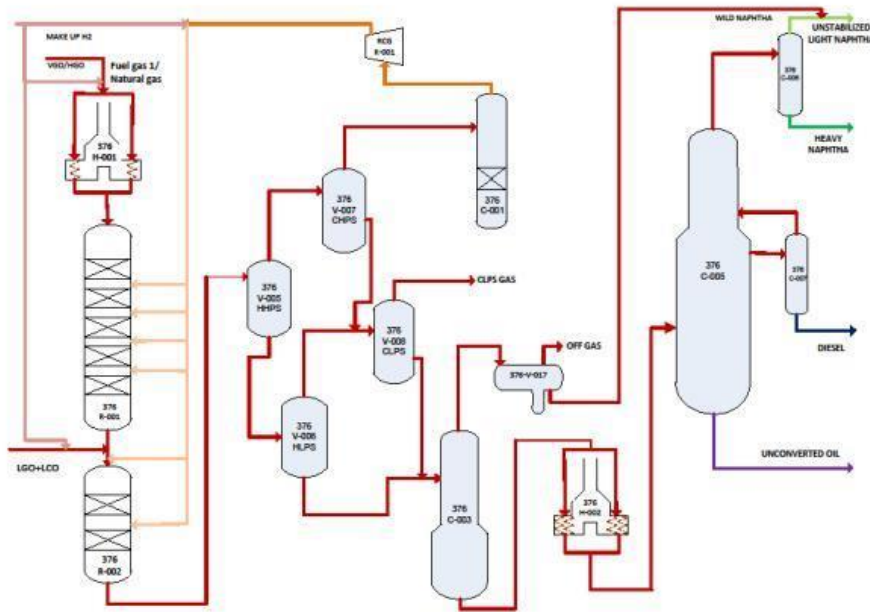 MAKE UP H2
VGO/HGO
Fuel gas 1/
Natural gas
376
H-001
376
R-001
LGO+LCO
376
R-002
RCG
K-001
376
C-001
376
V-007
CHPS
376
V-005
HHPS
376
V-008
CLPS
CLPS GAS
376
V-006
HLPS
376-V-017
OFF GAS
376
C-003
376
H-002
WILD NAPHTHA
UNSTABILIZED
LIGHT NAPHTHA
376
C-006
HEAVY
NAPHTHA
376
C-005
376
C-007
DIESEL
UNCONVERTED OIL